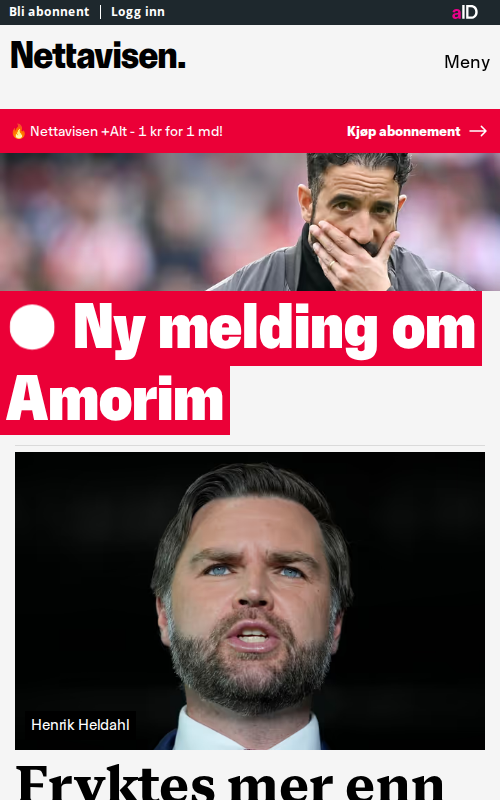 Bli abonnent | Logg inn
aID
Nettavisen.
Meny
🔥 Nettavisen +Alt - 1 kr for 1 md!
Kjøp abonnement →
Ny melding om
Amorim
Henrik Heldahl
Fryktes mer enn